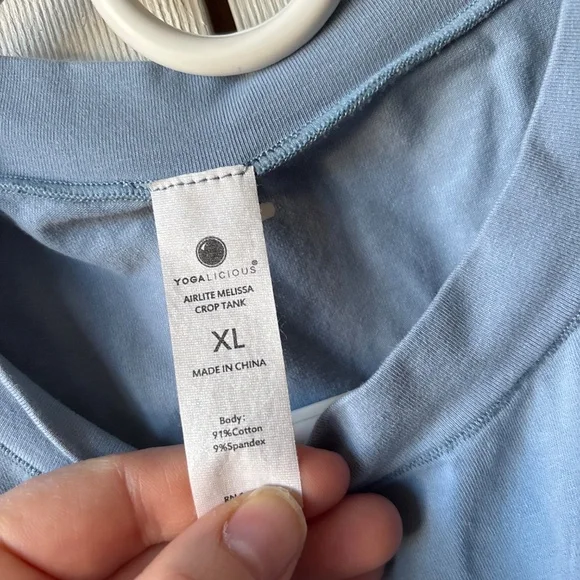 YOGALICIOUS®
AIRLITE MELISSA
CROP TANK
XL
MADE IN CHINA
Body:
91%Cotton
9%Spandex